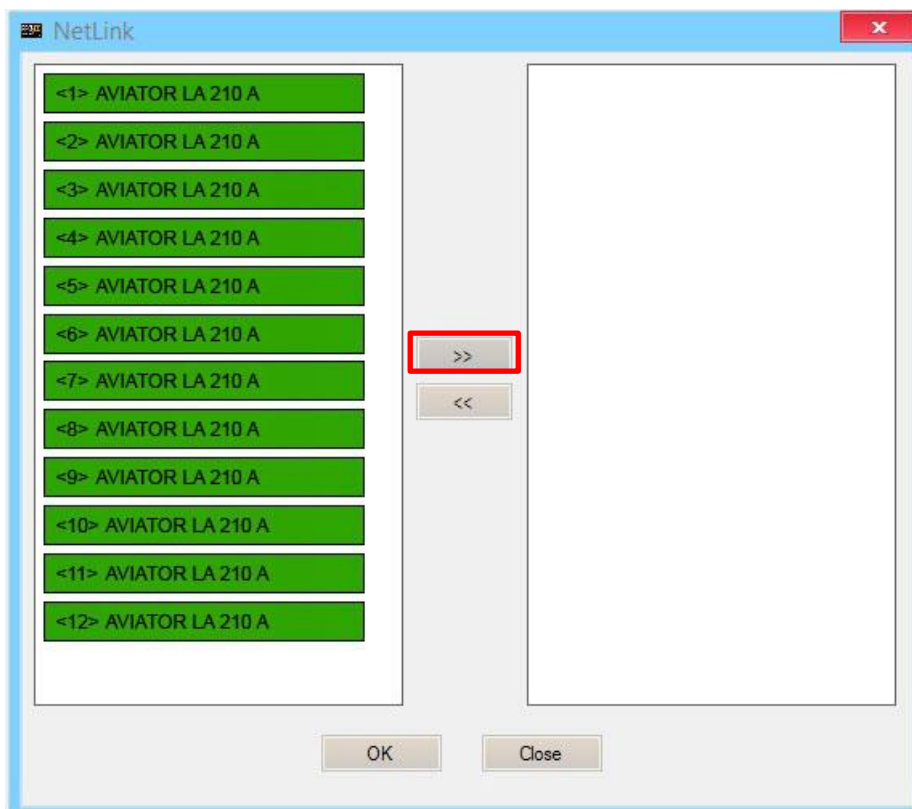 NetLink
<1> AVIATOR LA 210 A
<2> AVIATOR LA 210 A
<3> AVIATOR LA 210 A
<4> AVIATOR LA 210 A
<5> AVIATOR LA 210 A
<6> AVIATOR LA 210 A
<7> AVIATOR LA 210 A
<8> AVIATOR LA 210 A
<9> AVIATOR LA 210 A
<10> AVIATOR LA 210 A
<11> AVIATOR LA 210 A
<12> AVIATOR LA 210 A
>>
<<
OK
Close